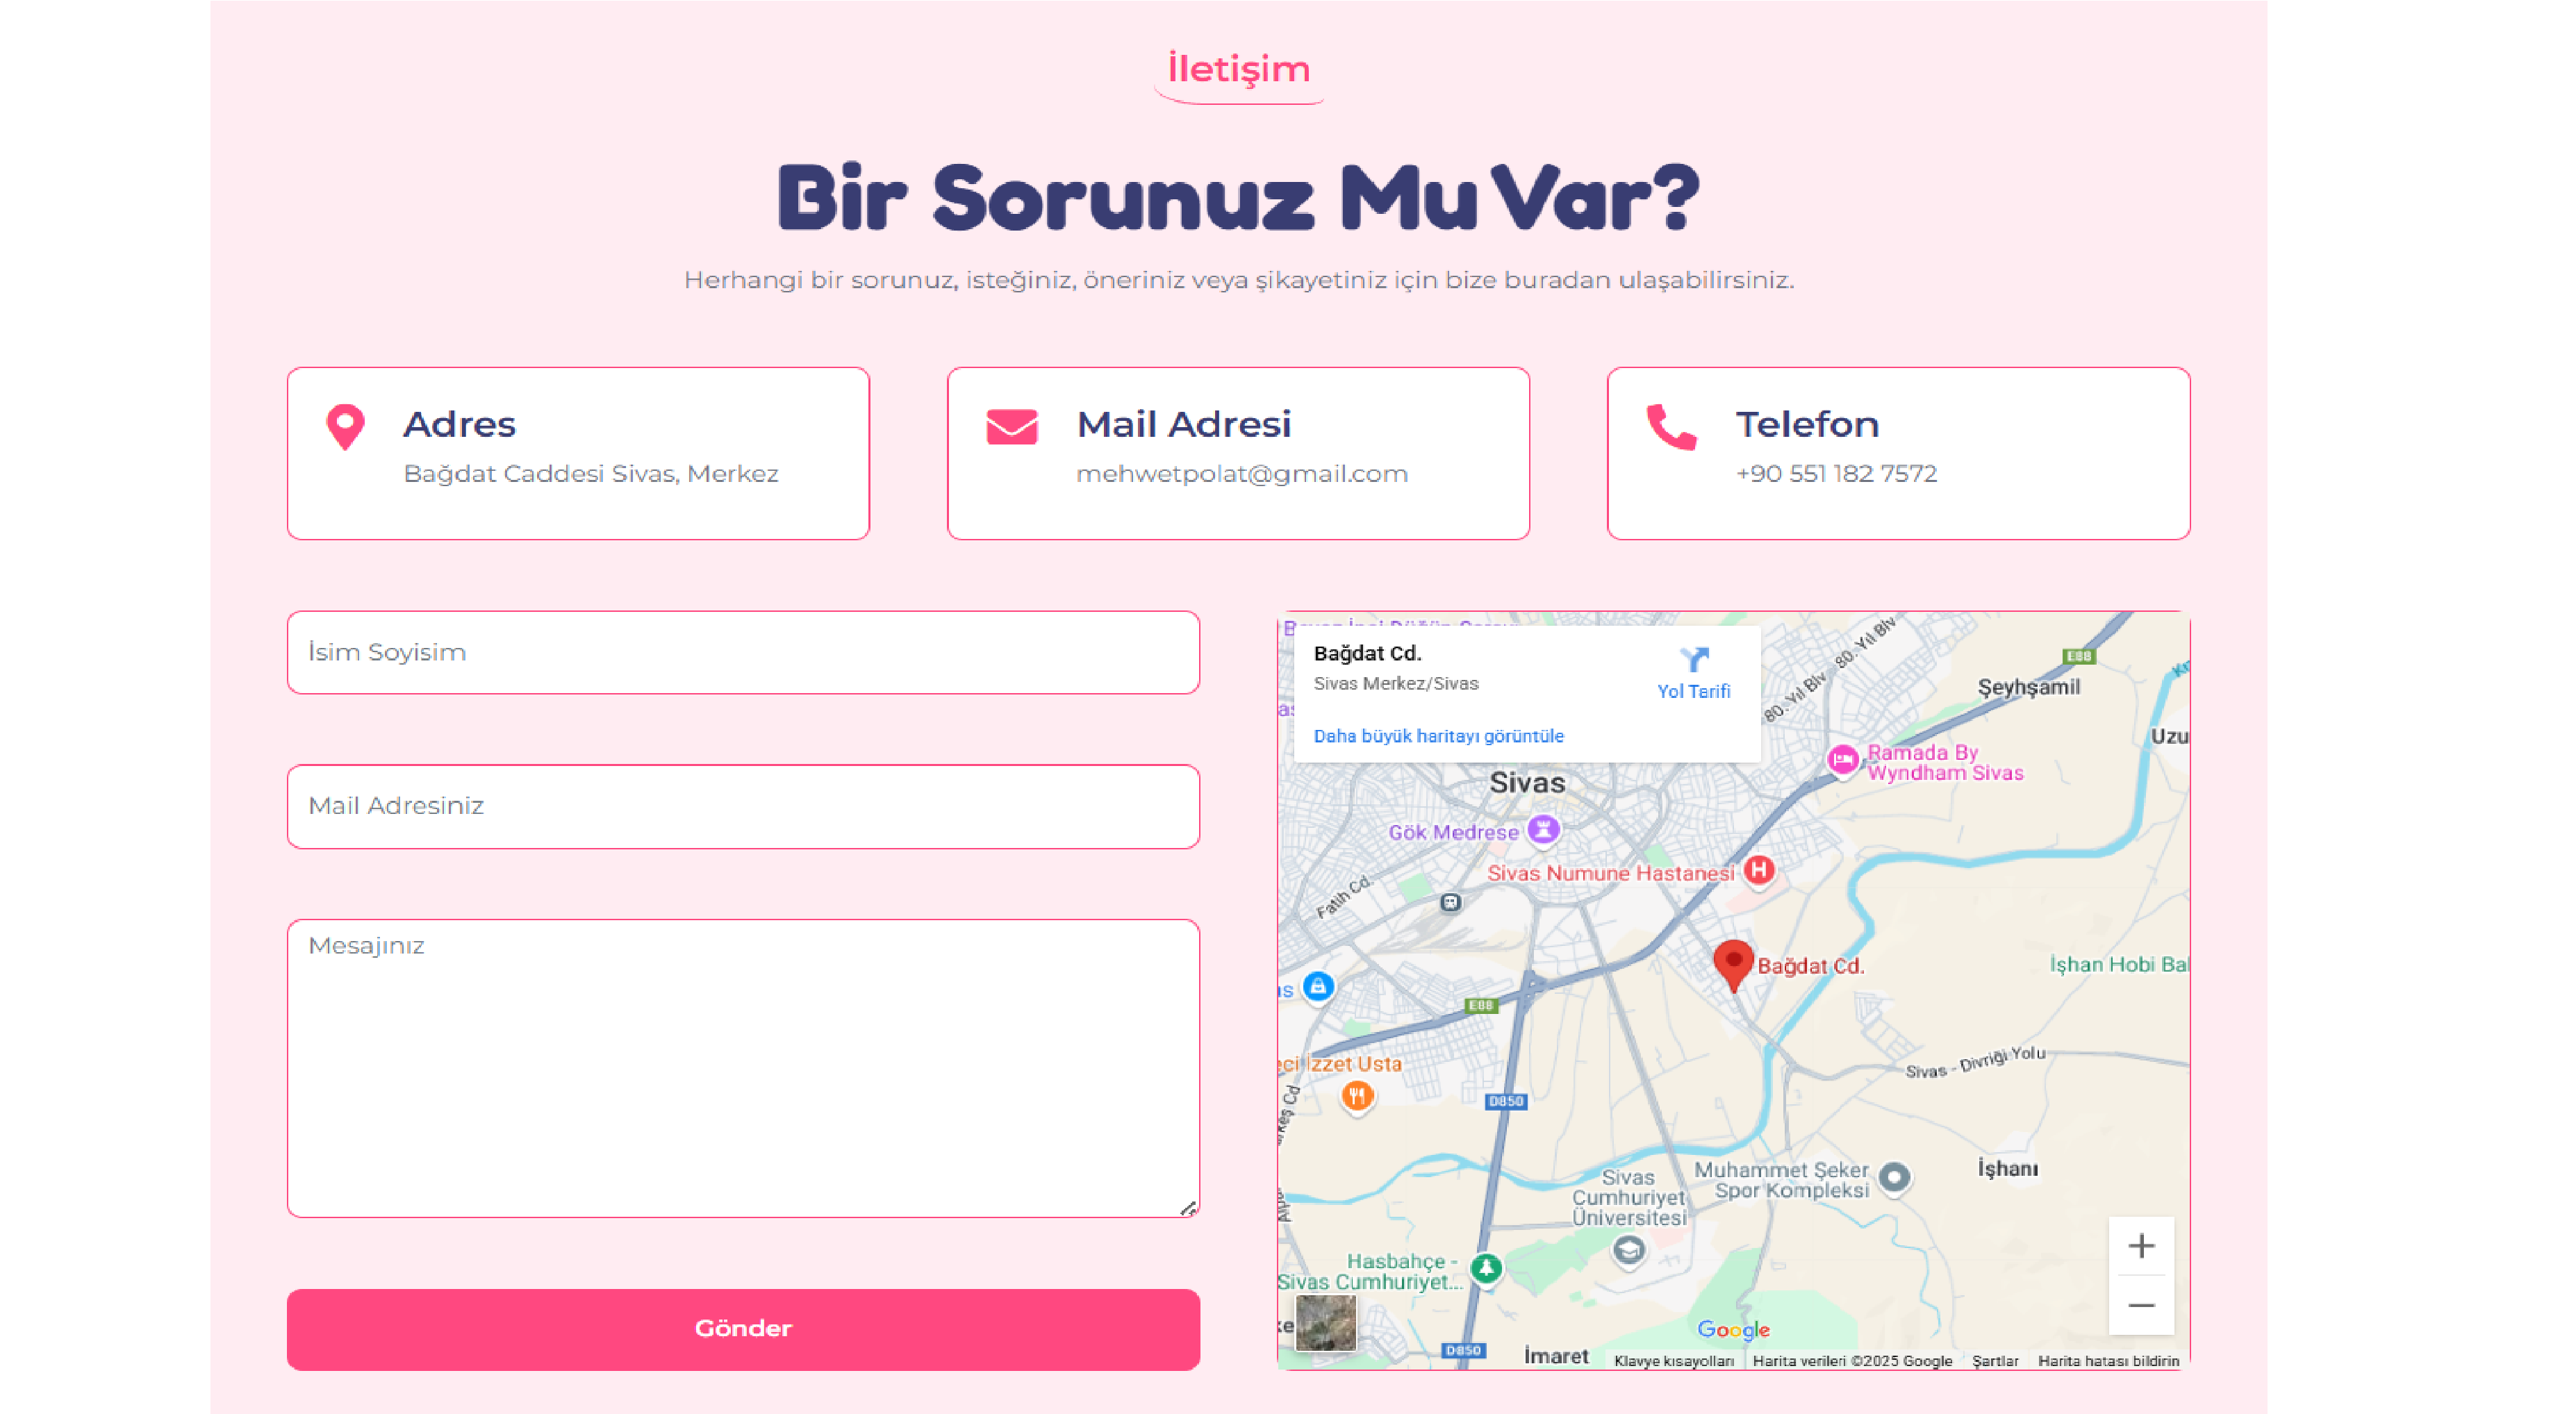 İletişim
Bir Sorunuz Mu Var?
Herhangi bir sorunuz, isteğiniz, öneriniz veya şikayetiniz için bize buradan ulaşabilirsiniz.
Adres
Bağdat Caddesi Sivas, Merkez
Mail Adresi
mehwetpolat@gmail.com
Telefon
+90 551 182 7572
İsim Soyisim
Mail Adresiniz
Mesajınız
Gönder
Bağdat Cd.
Sivas Merkez/Sivas
Yol Tarifi
Daha büyük haritayı görüntüle
80. Yıl Blv
80. Yıl Blv
E88
Şeyhşamil
Uzu
Ramada By
Wyndham Sivas
Sivas
Gök Medrese
Sivas Numune Hastanesi
Fatih Cd.
Bağdat Cd.
İşhan Hobi Ba
E88
eci İzzet Usta
Sivas - Divriği Yolu
D850
Muhammet Şeker
Spor Kompleksi
İşhanı
Sivas
Cumhuriyet
Üniversitesi
Hasbahçe -
Sivas Cumhuriyet...
Google
D850
İmaret
Klavye kısayolları
Harita verileri ©2025 Google
Şartlar
Harita hatası bildirin